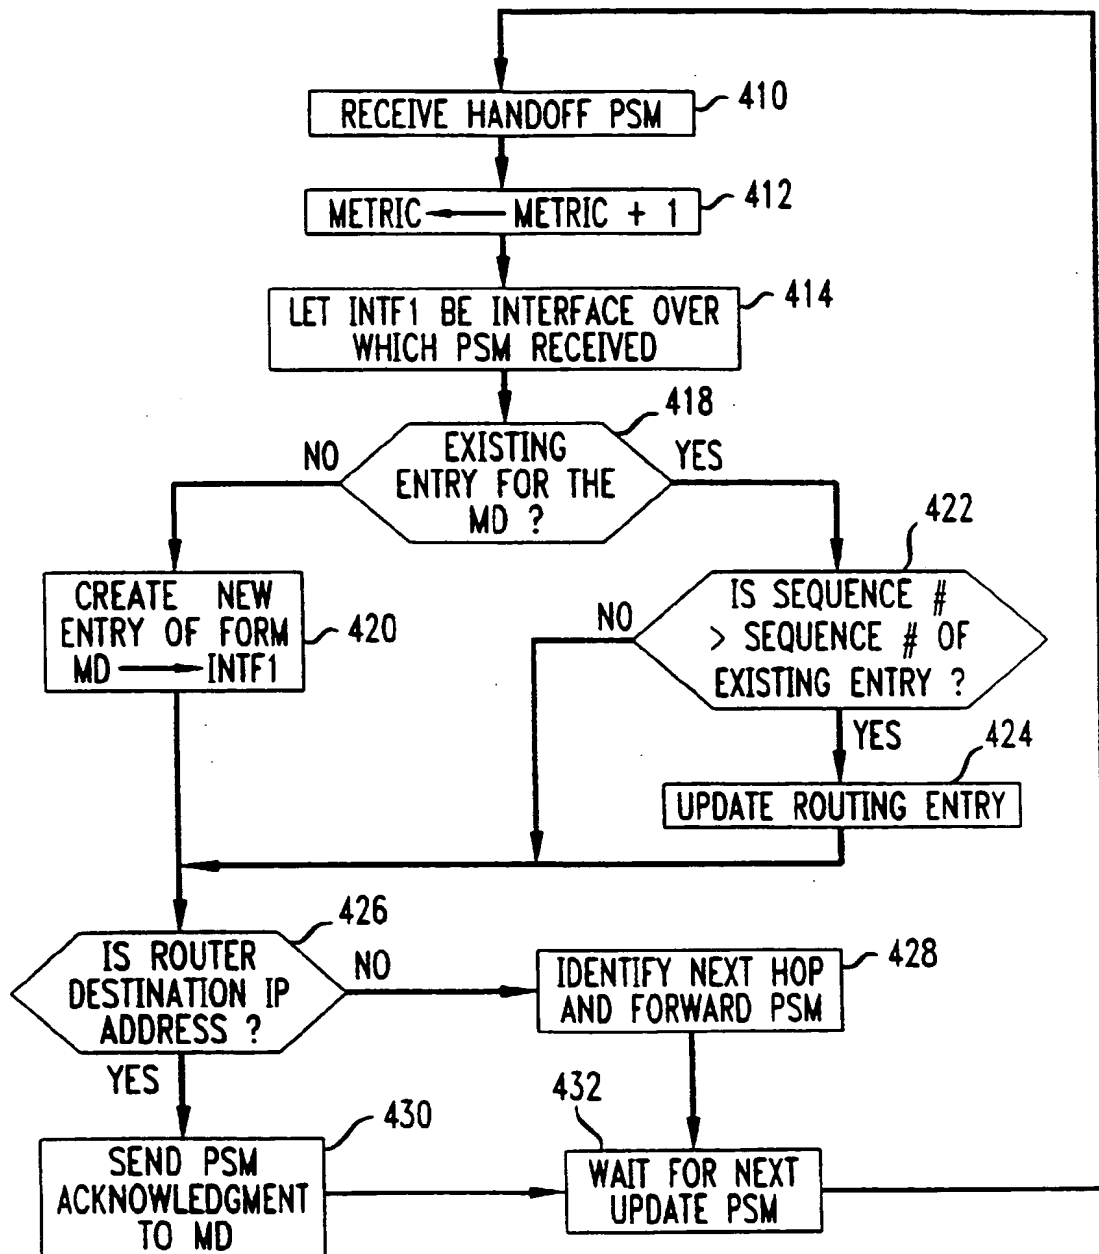 RECEIVE HANDOFF PSM
410
METRIC ← METRIC + 1
412
LET INTF1 BE INTERFACE OVER
WHICH PSM RECEIVED
414
418
EXISTING
ENTRY FOR THE
MD ?
NO
YES
CREATE NEW
ENTRY OF FORM
MD → INTF1
420
422
IS SEQUENCE #
> SEQUENCE # OF
EXISTING ENTRY ?
NO
YES
424
UPDATE ROUTING ENTRY
426
IS ROUTER
DESTINATION IP
ADDRESS ?
NO
YES
428
IDENTIFY NEXT HOP
AND FORWARD PSM
430
SEND PSM
ACKNOWLEDGMENT
TO MD
432
WAIT FOR NEXT
UPDATE PSM